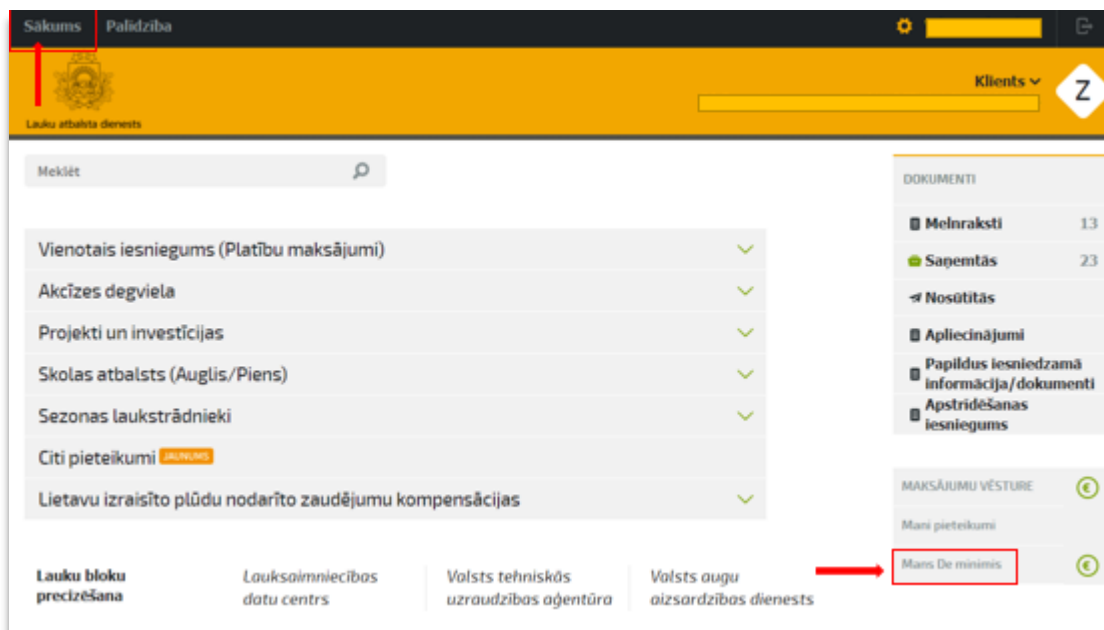 Sākums Palīdzība
Klients
Z
Lauku atbalsta dienests
Meklēt
Vienotais iesniegums (Platību maksājumi)
Akcīzes degviela
Projekti un investīcijas
Skolas atbalsts (Auglis/Piens)
Sezonas laukstrādnieki
Citi pieteikumi JAUNUMS
Lietavu izraisīto plūdu nodarīto zaudējumu kompensācijas
Lauku bloku
precizēšana
Lauksaimniecības
datu centrs
Valsts tehniskās
uzraudzības aģentūra
Valsts augu
aizsardzības dienests
DOKUMENTI
Melnraksti 13
Saņemtās 23
Nosūtītās
Apliecinājumi
Papildus iesniedzamā
informācija/dokumenti
Apstrīdēšanas
iesniegums
MAKSĀJUMU VĒSTURE €
Mani pieteikumi
Mans De minimis €